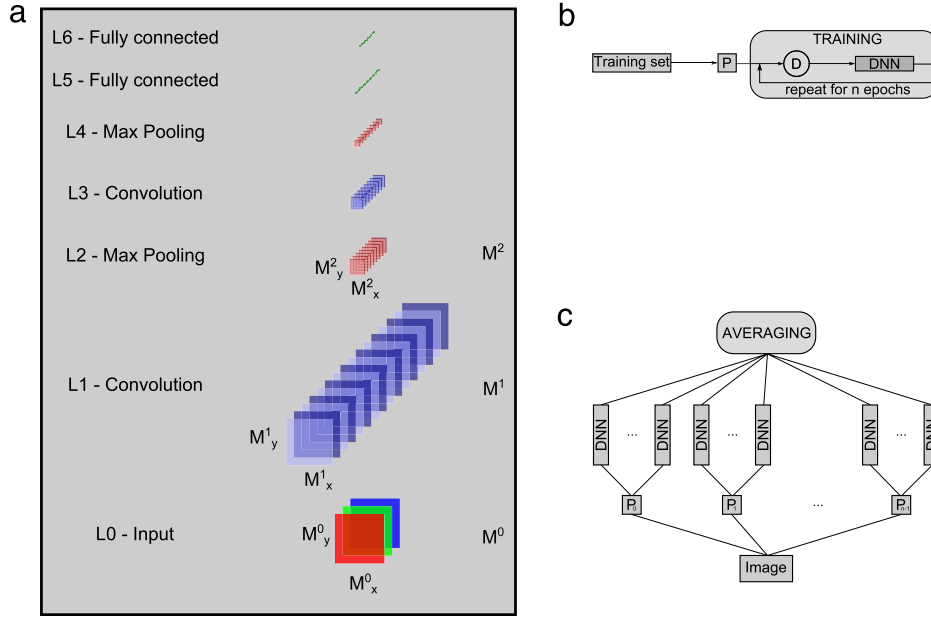 a
L6 - Fully connected
L5 - Fully connected
L4 - Max Pooling
L3 - Convolution
L2 - Max Pooling
M²y
M²x
M²
L1 - Convolution
M¹y
M¹x
M¹
L0 - Input
M⁰y
M⁰x
M⁰
b
TRAINING
Training set
P
D
DNN
repeat for n epochs
c
AVERAGING
DNN ... DNN DNN ... DNN DNN ... DNN
P₀ P₁ ... Pₙ₋₁
Image